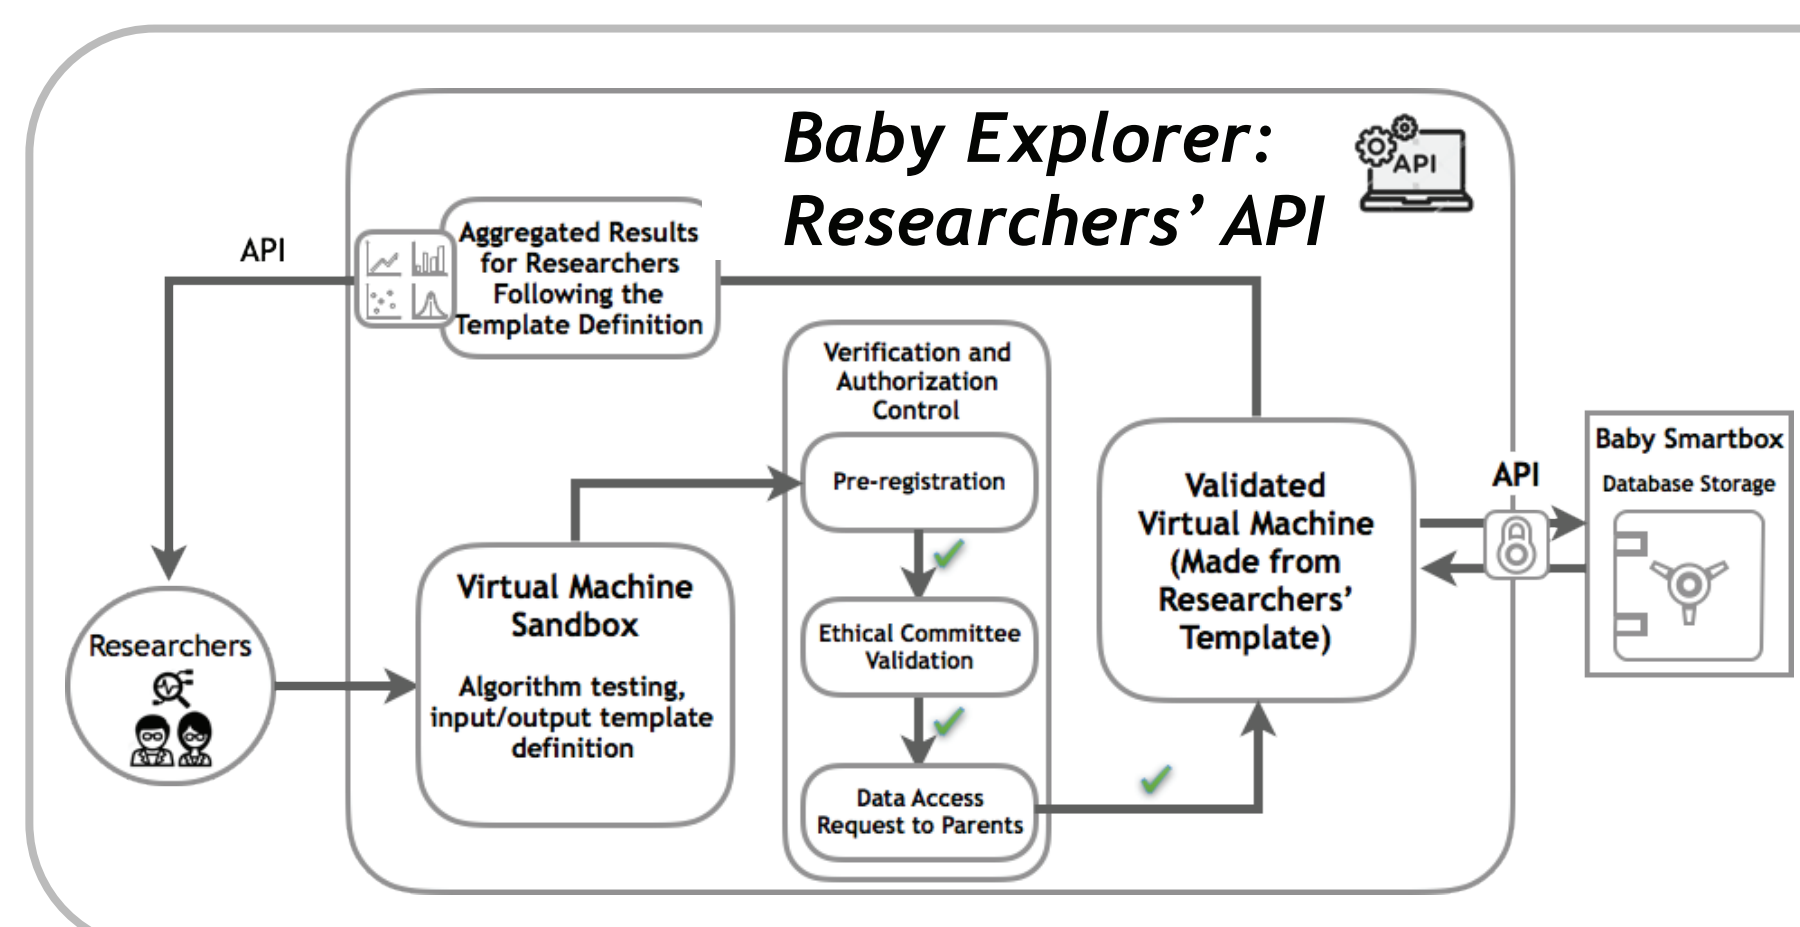 Baby Explorer:
Researchers’ API
API
API
Aggregated Results
for Researchers
Following the
Template Definition
Verification and
Authorization
Control
Pre-registration
Ethical Committee
Validation
Data Access
Request to Parents
Validated
Virtual Machine
(Made from
Researchers’
Template)
API
Baby Smartbox
Database Storage
Virtual Machine
Sandbox
Algorithm testing,
input/output template
definition
Researchers